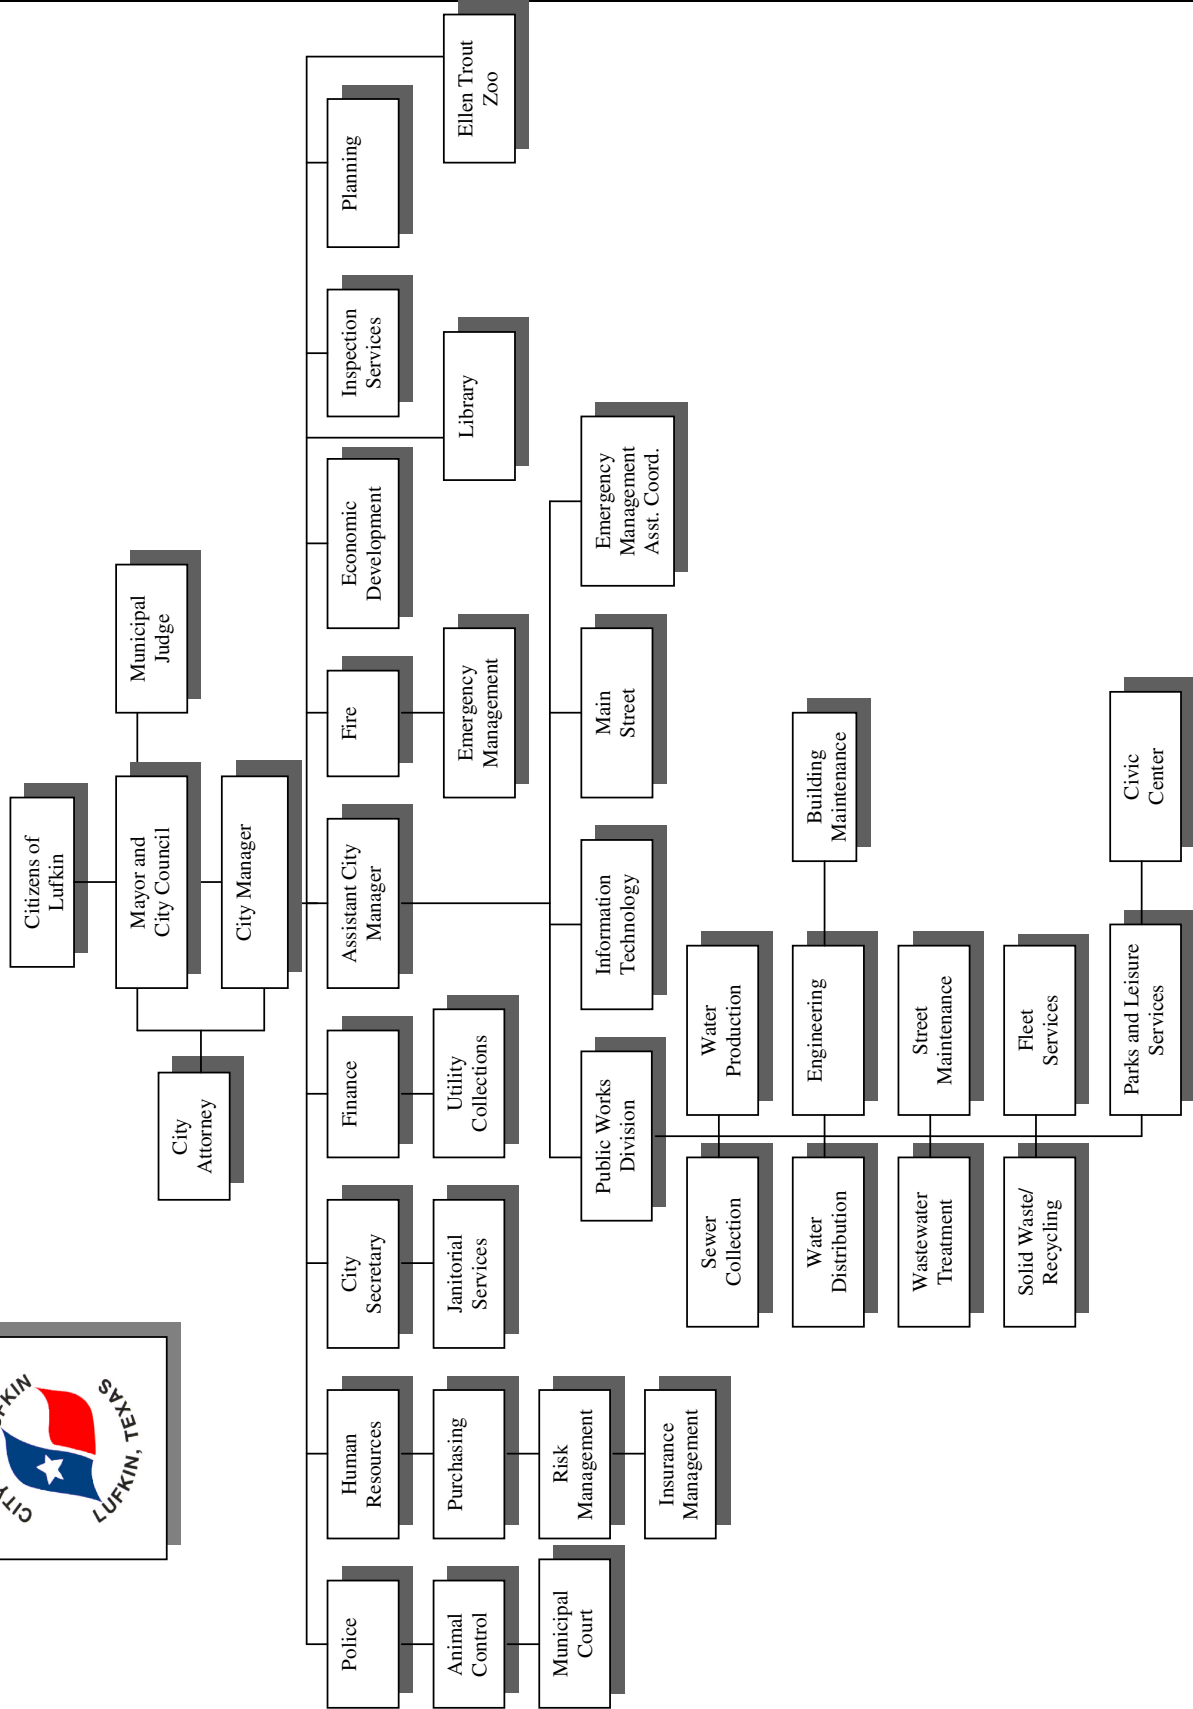 LUFKIN, TEXAS
Citizens of
Lufkin
Mayor and
City Council
Municipal
Judge
City Manager
City
Attorney
Police
Human
Resources
City
Secretary
Finance
Assistant City
Manager
Fire
Economic
Development
Inspection
Services
Planning
Animal
Control
Purchasing
Janitorial
Services
Utility
Collections
Emergency
Management
Library
Ellen Trout
Zoo
Municipal
Court
Risk
Management
Public Works
Division
Information
Technology
Main
Street
Emergency
Management
Asst. Coord.
Insurance
Management
Sewer
Collection
Water
Production
Water
Distribution
Engineering
Building
Maintenance
Wastewater
Treatment
Street
Maintenance
Solid Waste/
Recycling
Fleet
Services
Parks and Leisure
Services
Civic
Center